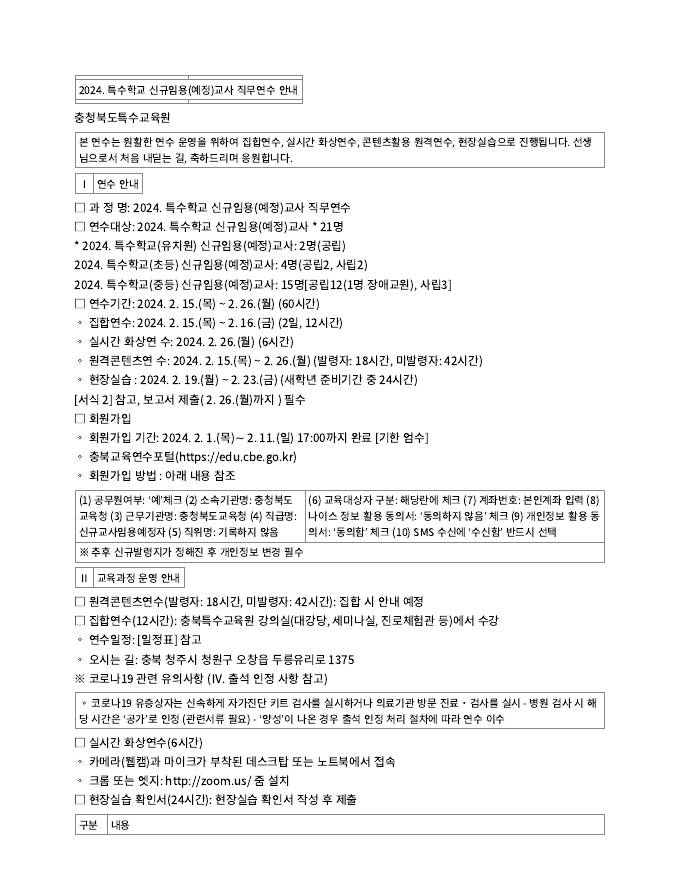 2024. 특수학교 신규임용(예정)교사 직무연수 안내
충청북도특수교육원
본 연수는 원활한 연수 운영을 위하여 집합연수, 실시간 화상연수, 콘텐츠활용 원격연수, 현장실습으로 진행됩니다. 선생
님으로서 처음 내딛는 길, 축하드리며 응원합니다.
Ⅰ 연수 안내
□ 과 정 명: 2024. 특수학교 신규임용(예정)교사 직무연수
□ 연수대상: 2024. 특수학교 신규임용(예정)교사 * 21명
* 2024. 특수학교(유치원) 신규임용(예정)교사: 2명(공립)
2024. 특수학교(초등) 신규임용(예정)교사: 4명(공립2, 사립2)
2024. 특수학교(중등) 신규임용(예정)교사: 15명[공립12(1명 장애교원), 사립3]
□ 연수기간: 2024. 2. 15.(목) ~ 2. 26.(월) (60시간)
◦ 집합연수: 2024. 2. 15.(목) ~ 2. 16.(금) (2일, 12시간)
◦ 실시간 화상연 수: 2024. 2. 26.(월) (6시간)
◦ 원격콘텐츠연 수: 2024. 2. 15.(목) ~ 2. 26.(월) (발령자: 18시간, 미발령자: 42시간)
◦ 현장실습 : 2024. 2. 19.(월) ~ 2. 23.(금) (새학년 준비기간 중 24시간)
[서식 2] 참고, 보고서 제출( 2. 26.(월)까지 ) 필수
□ 회원가입
◦ 회원가입 기간: 2024. 2. 1.(목) ~ 2. 11.(일) 17:00까지 완료 [기한 엄수]
◦ 충북교육연수포털(https://edu.cbe.go.kr)
◦ 회원가입 방법 : 아래 내용 참조
(1) 공무원여부: ‘예’체크 (2) 소속기관명: 충청북도
교육청 (3) 근무기관명: 충청북도교육청 (4) 직급명:
신규교사임용예정자 (5) 직위명: 기록하지 않음
(6) 교육대상자 구분: 해당란에 체크 (7) 계좌번호: 본인계좌 입력 (8)
나이스 정보 활용 동의서: ‘동의하지 않음’ 체크 (9) 개인정보 활용 동
의서: ‘동의함’ 체크 (10) SMS 수신에 ‘수신함’ 반드시 선택
※ 추후 신규발령지가 정해진 후 개인정보 변경 필수
Ⅱ 교육과정 운영 안내
□ 원격콘텐츠연수(발령자: 18시간, 미발령자: 42시간): 집합 시 안내 예정
□ 집합연수(12시간): 충북특수교육원 강의실(대강당, 세미나실, 진로체험관 등)에서 수강
◦ 연수일정: [일정표] 참고
◦ 오시는 길: 충북 청주시 청원구 오창읍 두릉유리로 1375
※ 코로나19 관련 유의사항 (Ⅳ. 출석 인정 사항 참고)
◦ 코로나19 유증상자는 신속하게 자가진단 키트 검사를 실시하거나 의료기관 방문 진료・검사를 실시 - 병원 검사 시 해
당 시간은 ‘공가’로 인정 (관련서류 필요) - ‘양성’이 나온 경우 출석 인정 처리 절차에 따라 연수 이수
□ 실시간 화상연수(6시간)
◦ 카메라(웹캠)과 마이크가 부착된 데스크탑 또는 노트북에서 접속
◦ 크롬 또는 엣지: http://zoom.us/ 줌 설치
□ 현장실습 확인서(24시간): 현장실습 확인서 작성 후 제출
구분 내용